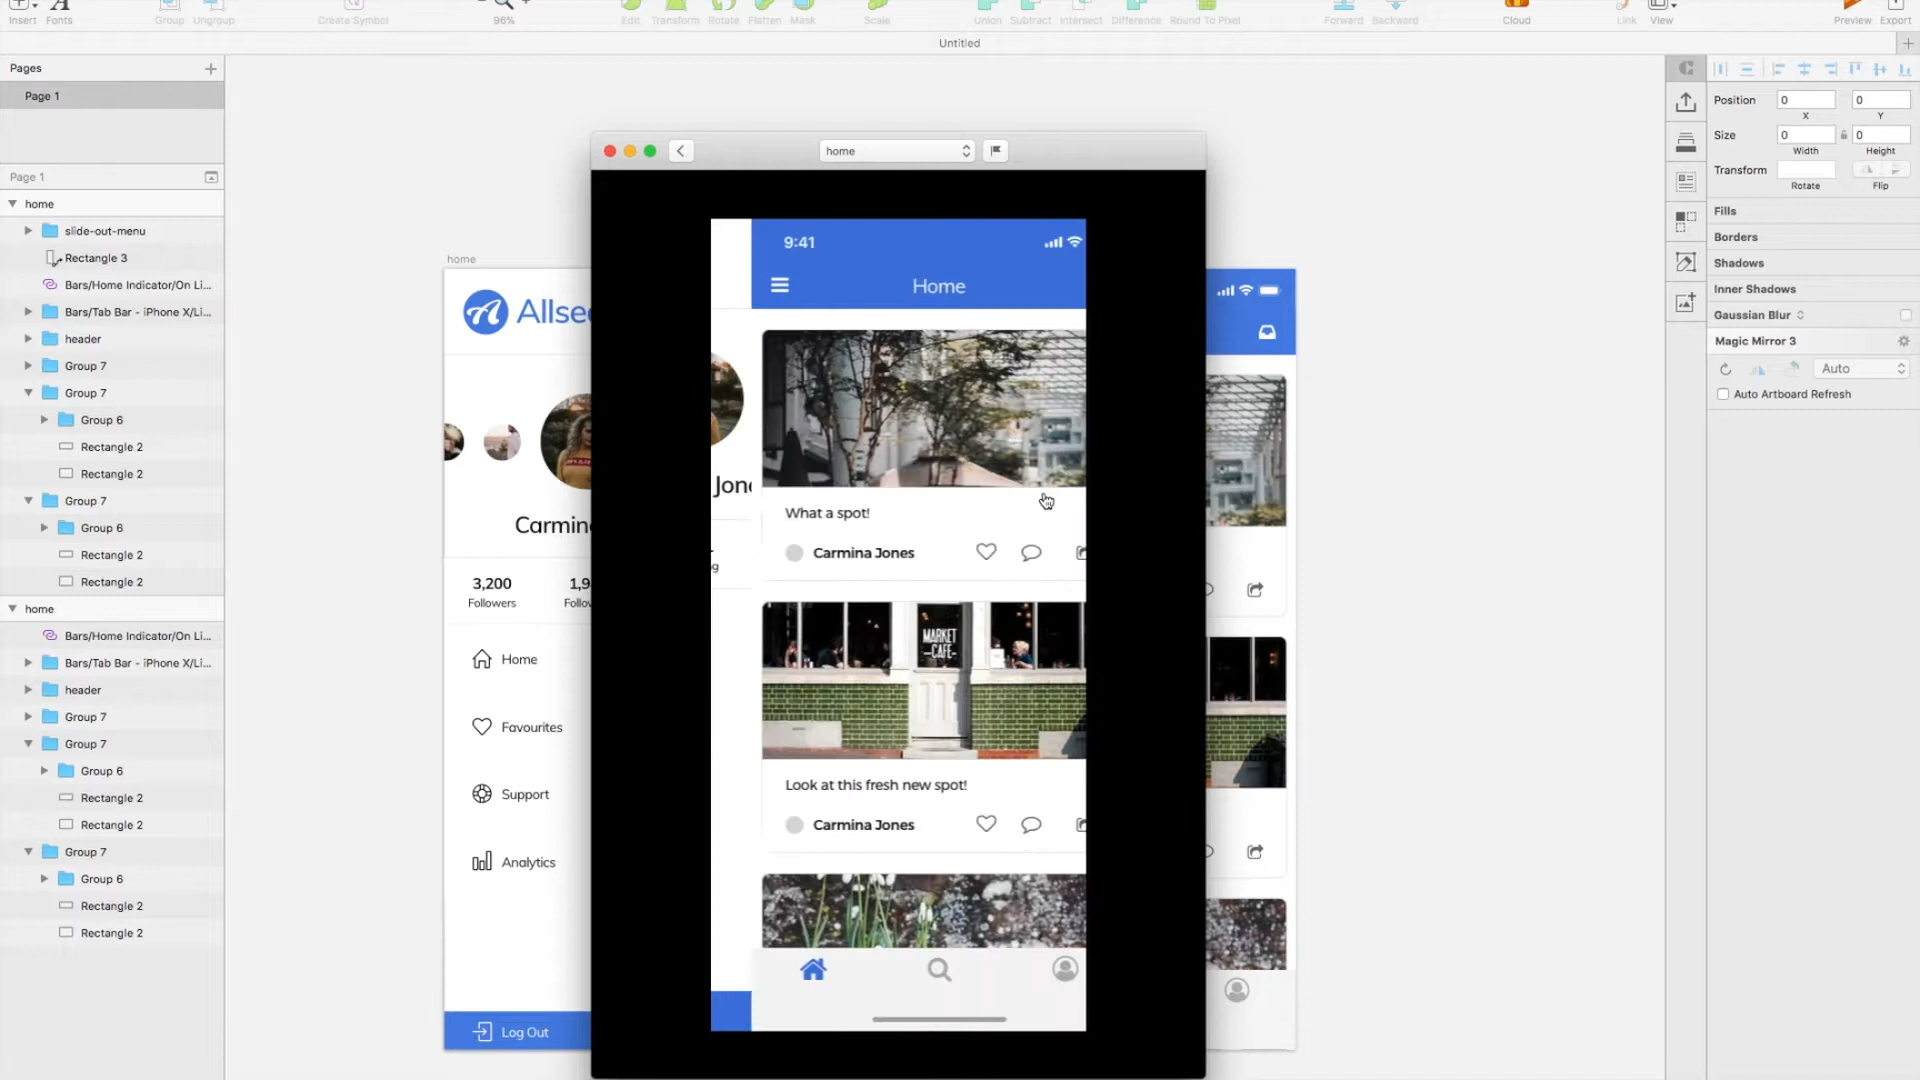 Insert
Fonts
Group
Ungroup
Create Symbol
96%
Edit
Transform
Rotate
Flatten
Mask
Scale
Union
Subtract
Intersect
Difference
Round To Pixel
Forward
Backward
Cloud
Link
View
Preview
Export
Untitled
Pages
Page 1
Page 1
home
slide-out-menu
Rectangle 3
Bars/Home Indicator/On Li...
Bars/Tab Bar - iPhone X/Li...
header
Group 7
Group 7
Group 6
Rectangle 2
Rectangle 2
Group 7
Group 6
Rectangle 2
Rectangle 2
home
Bars/Home Indicator/On Li...
Bars/Tab Bar - iPhone X/Li...
header
Group 7
Group 7
Group 6
Rectangle 2
Rectangle 2
Group 7
Group 6
Rectangle 2
Rectangle 2
home
Allsee
Carmin
3,200
Followers
1,9
Follo
Home
Favourites
Support
Analytics
Log Out
home
9:41
Home
Jone
g
What a spot!
Carmina Jones
MARKET
-CAFE-
Look at this fresh new spot!
Carmina Jones
Position
0
0
X
Y
Size
0
0
Width
Height
Transform
Rotate
Flip
Fills
Borders
Shadows
Inner Shadows
Gaussian Blur
Magic Mirror 3
Auto
Auto Artboard Refresh